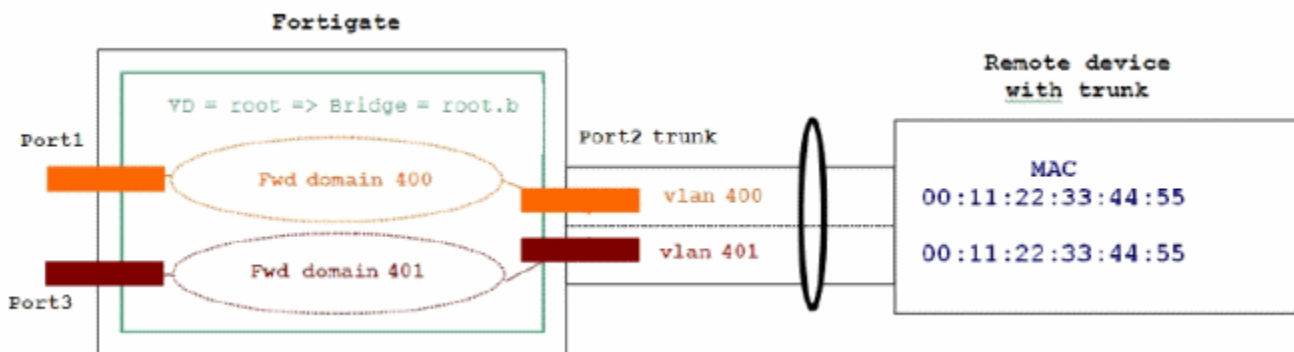 Fortigate
Remote device
with trunk
VD = root => Bridge = root.b
Port1
Port2 trunk
Fwd domain 400
MAC
vlan 400
00:11:22:33:44:55
vlan 401
00:11:22:33:44:55
Fwd domain 401
Port3